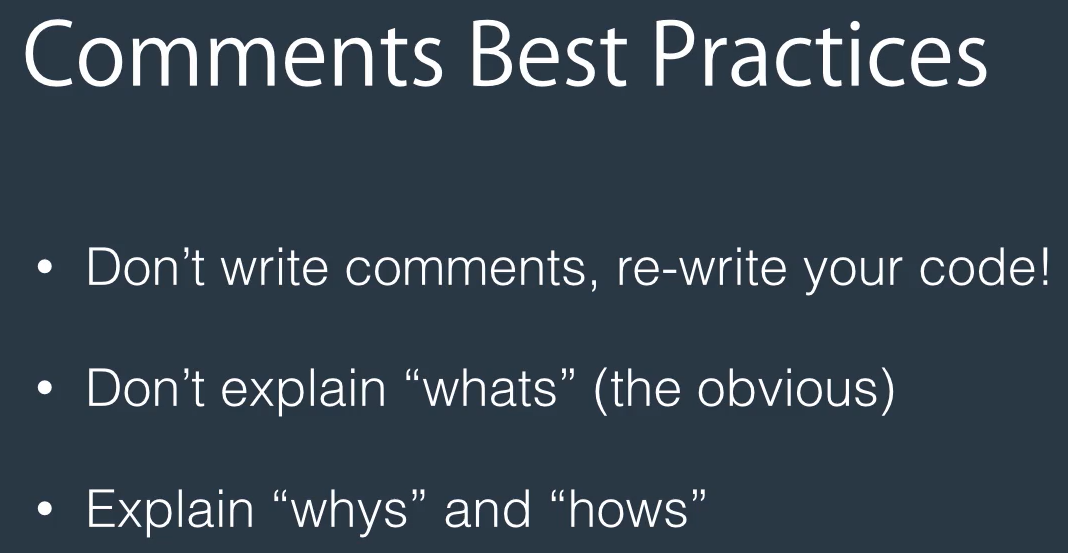 Comments Best Practices
• Don’t write comments, re-write your code!
• Don’t explain “whats” (the obvious)
• Explain “whys” and “hows”